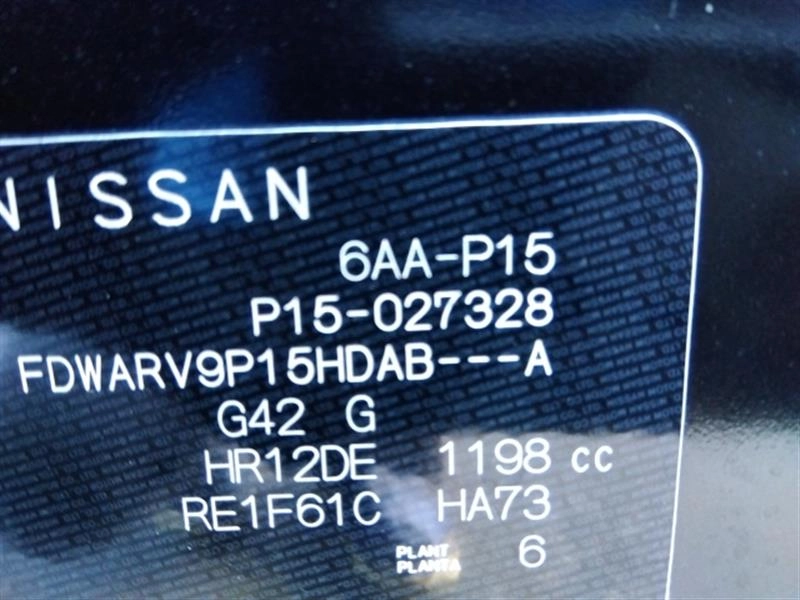 NISSAN
6AA-P15
P15-027328
FDWARV9P15HDAB---A
G42 G
HR12DE 1198 cc
RE1F61C HA73
PLANT 6
PLANTA